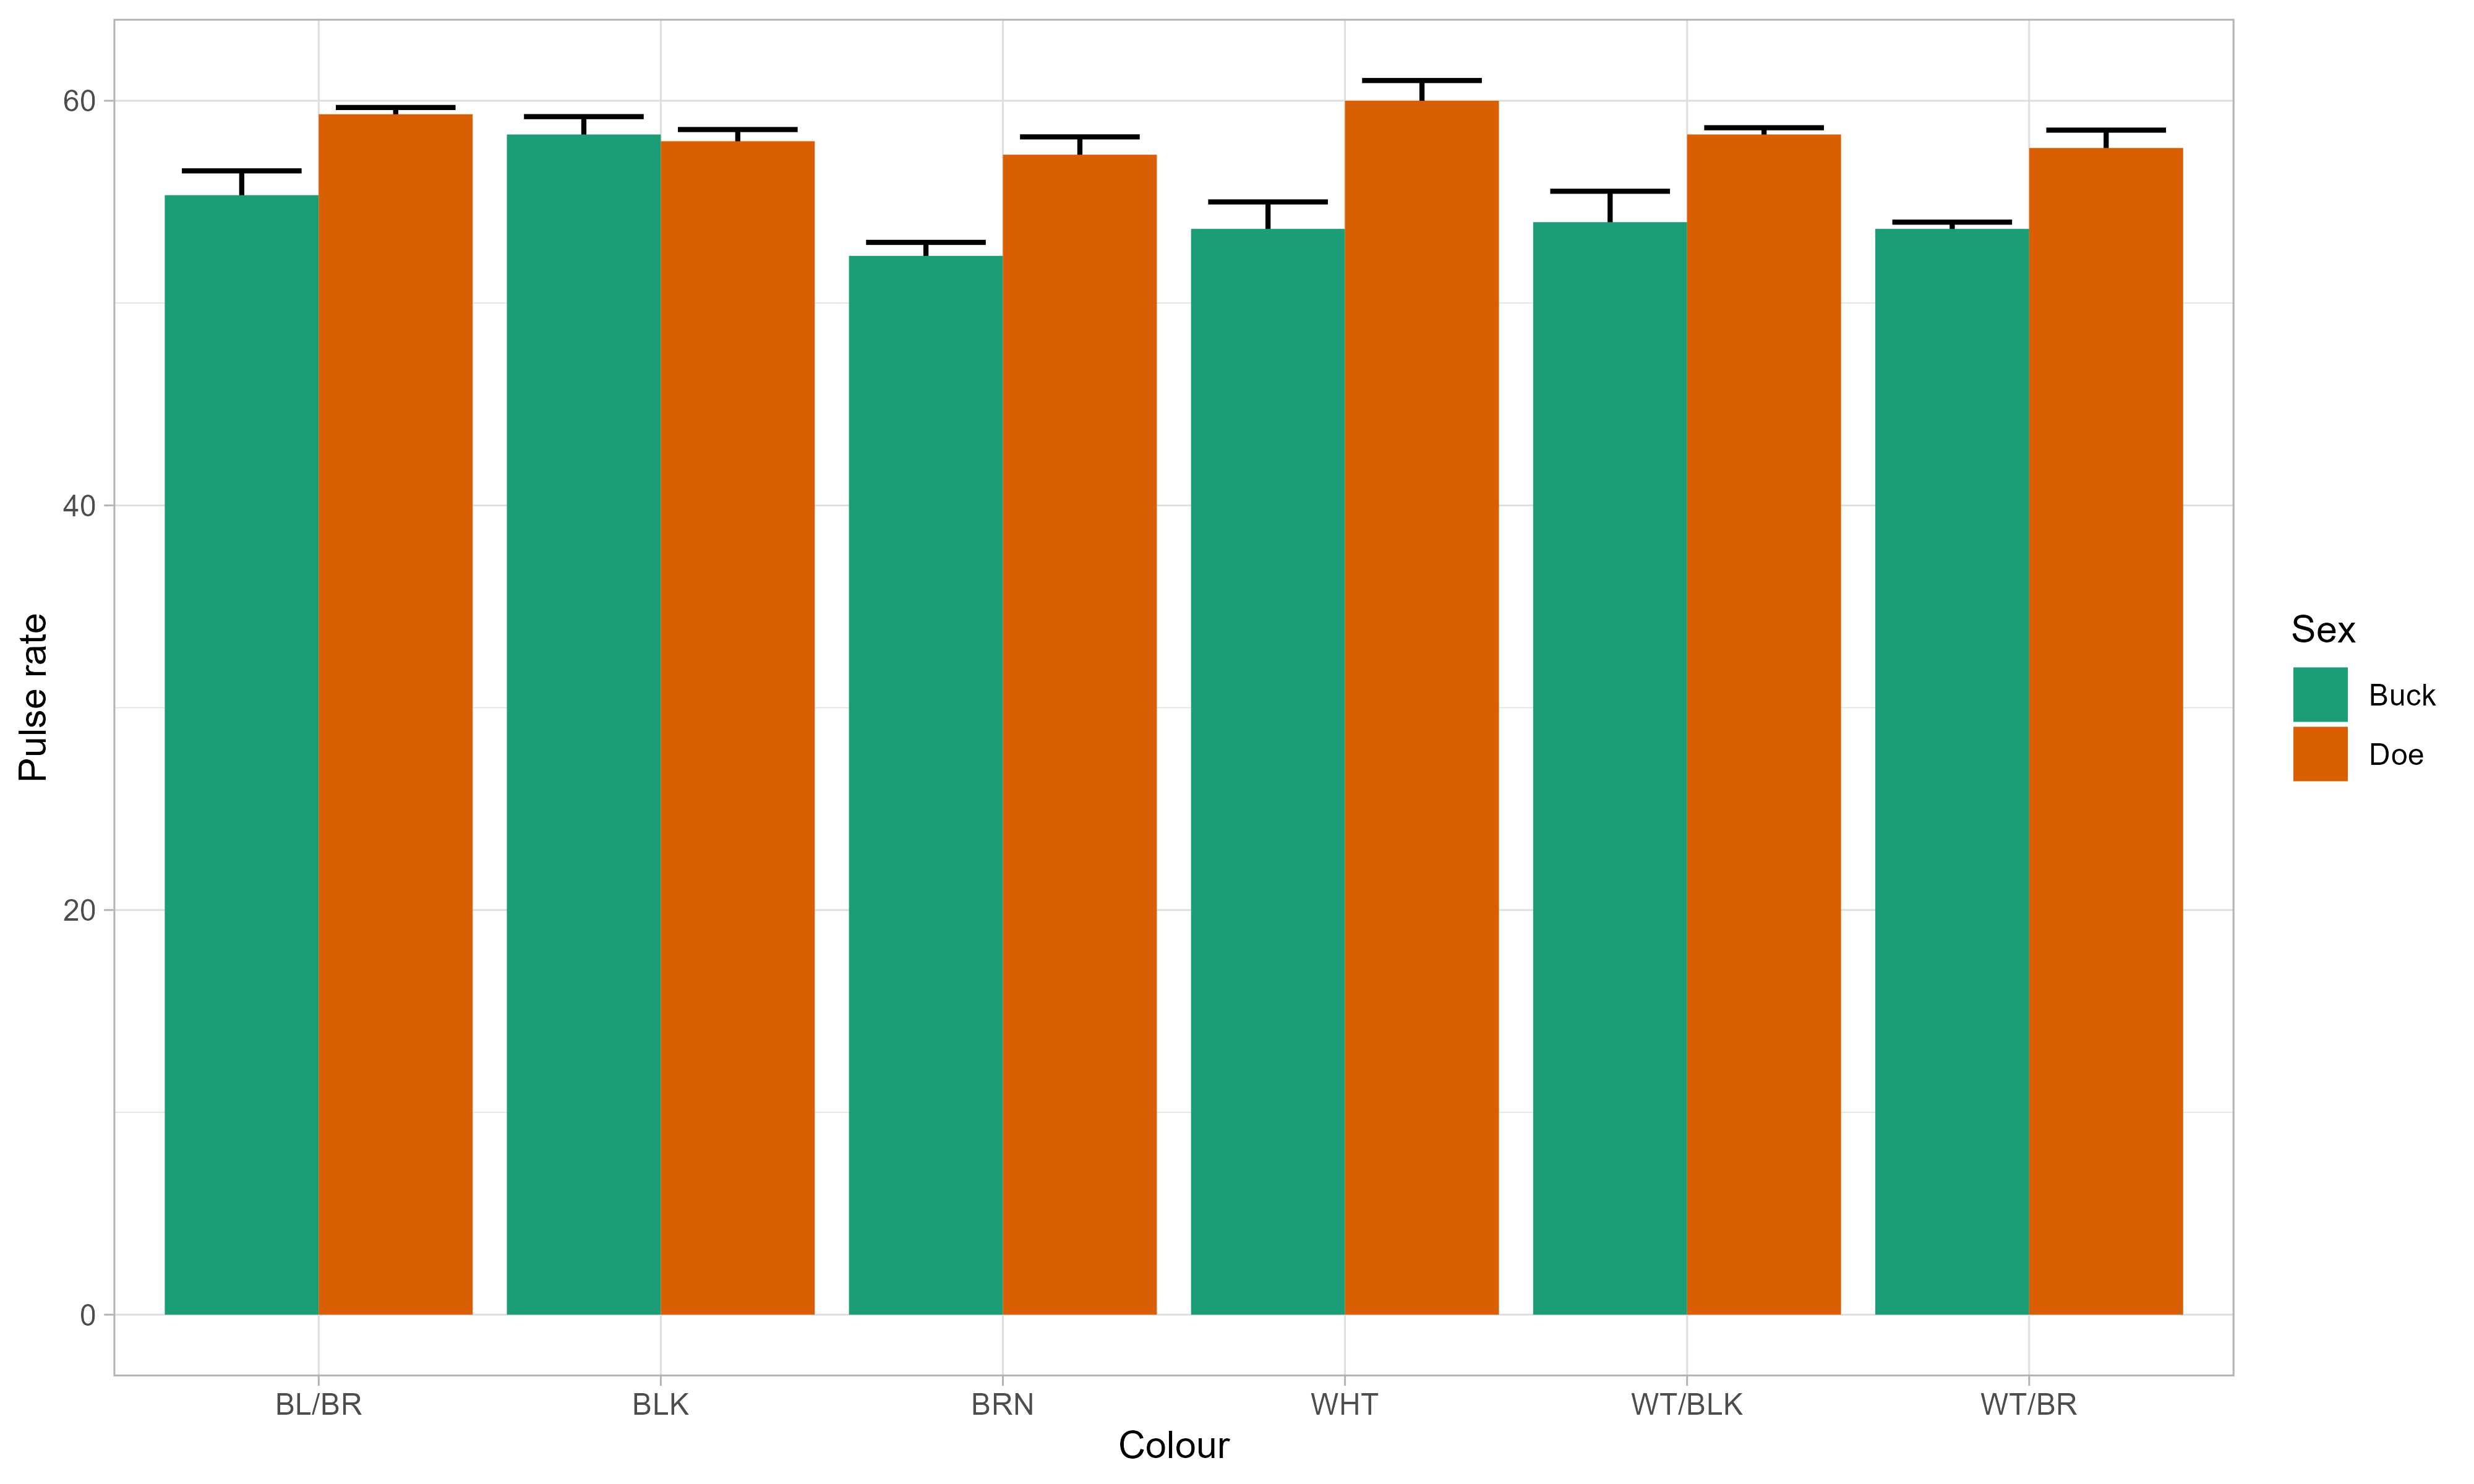 60
40
20
0
Pulse rate
BL/BR
BLK
BRN
WHT
WT/BLK
WT/BR
Colour
Sex
Buck
Doe